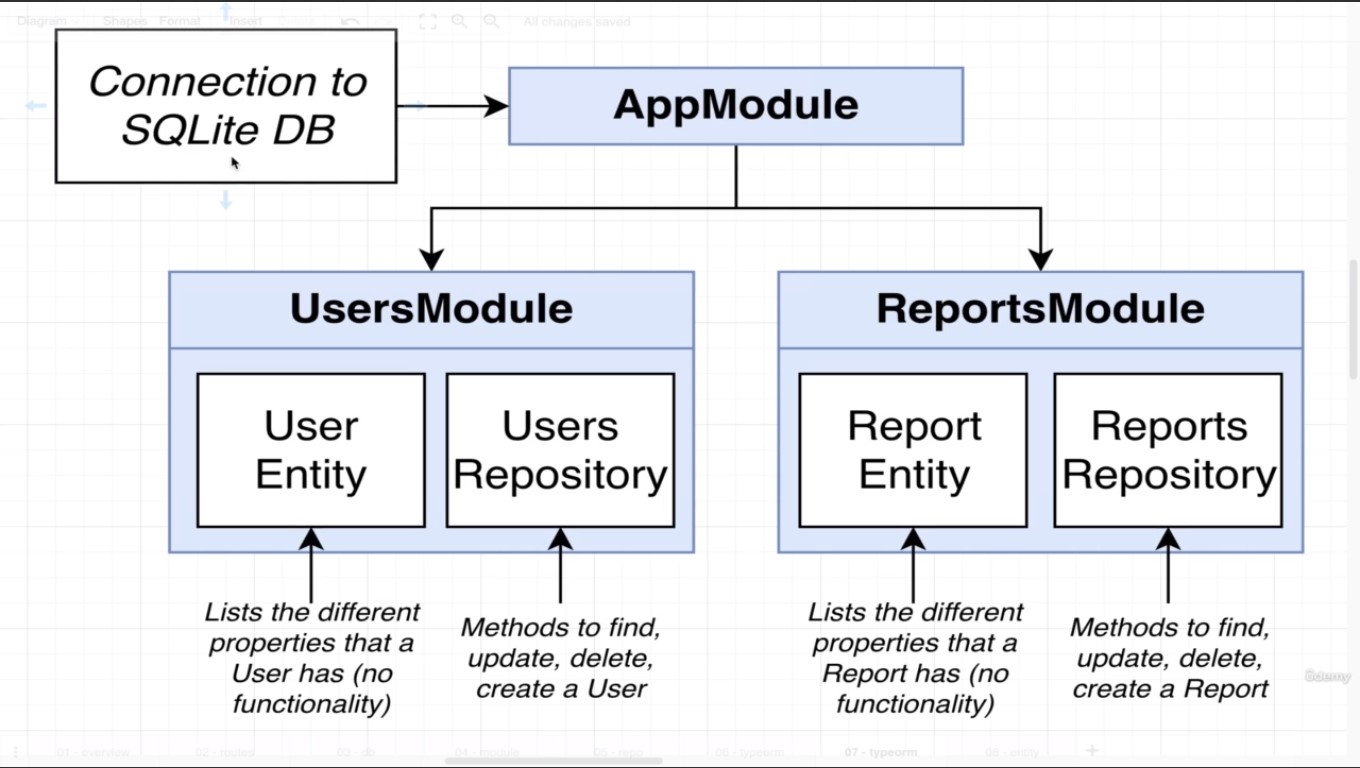 Diagram Shapes Format Insert Delete All changes saved
Connection to
SQLite DB
AppModule
UsersModule
User
Entity
Users
Repository
ReportsModule
Report
Entity
Reports
Repository
Lists the different
properties that a
User has (no
functionality)
Methods to find,
update, delete,
create a User
Lists the different
properties that a
Report has (no
functionality)
Methods to find,
update, delete,
create a Report
ûdemy
01 - overview 02 - routes 03 - di 04 - module 05 - repo 06 - typeorm 07 - typeorm 08 - entity